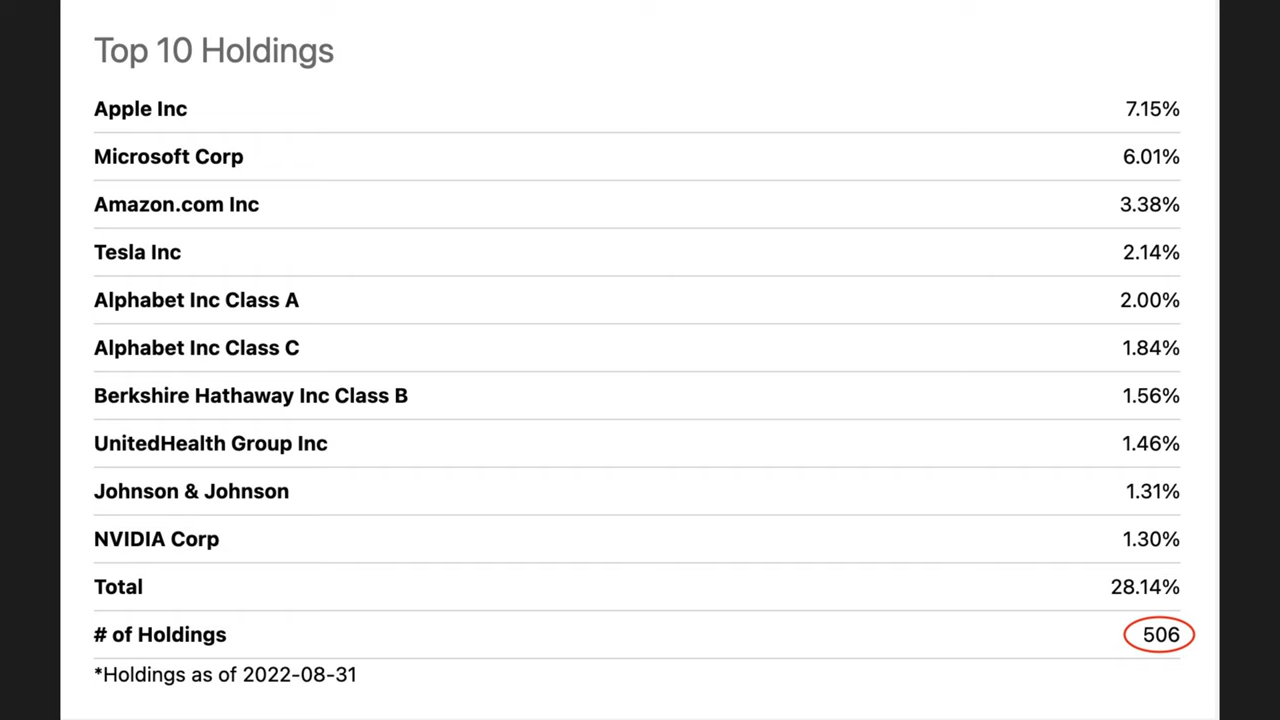 Top 10 Holdings
Apple Inc 7.15%
Microsoft Corp 6.01%
Amazon.com Inc 3.38%
Tesla Inc 2.14%
Alphabet Inc Class A 2.00%
Alphabet Inc Class C 1.84%
Berkshire Hathaway Inc Class B 1.56%
UnitedHealth Group Inc 1.46%
Johnson & Johnson 1.31%
NVIDIA Corp 1.30%
Total 28.14%
# of Holdings 506
*Holdings as of 2022-08-31